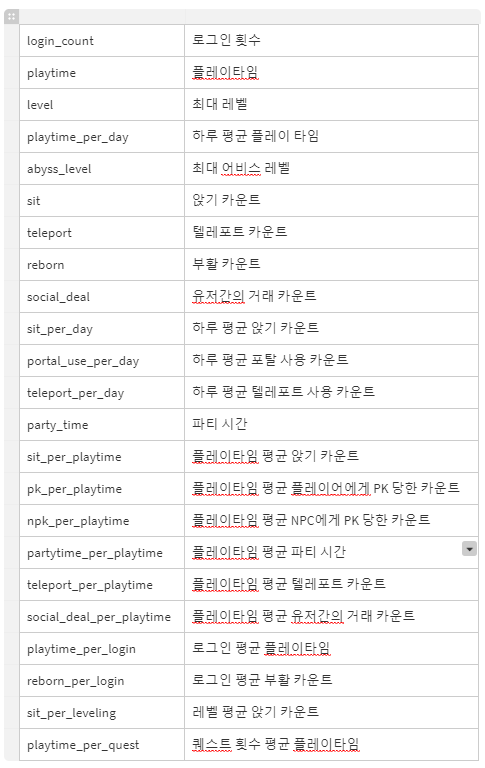 login_count 로그인 횟수
playtime 플레이타임
level 최대 레벨
playtime_per_day 하루 평균 플레이 타임
abyss_level 최대 어비스 레벨
sit 앉기 카운트
teleport 텔레포트 카운트
reborn 부활 카운트
social_deal 유저간의 거래 카운트
sit_per_day 하루 평균 앉기 카운트
portal_use_per_day 하루 평균 포탈 사용 카운트
teleport_per_day 하루 평균 텔레포트 사용 카운트
party_time 파티 시간
sit_per_playtime 플레이타임 평균 앉기 카운트
pk_per_playtime 플레이타임 평균 플레이어에게 PK 당한 카운트
npk_per_playtime 플레이타임 평균 NPC에게 PK 당한 카운트
partytime_per_playtime 플레이타임 평균 파티 시간
teleport_per_playtime 플레이타임 평균 텔레포트 카운트
social_deal_per_playtime 플레이타임 평균 유저간의 거래 카운트
playtime_per_login 로그인 평균 플레이타임
reborn_per_login 로그인 평균 부활 카운트
sit_per_leveling 레벨 평균 앉기 카운트
playtime_per_quest 퀘스트 횟수 평균 플레이타임